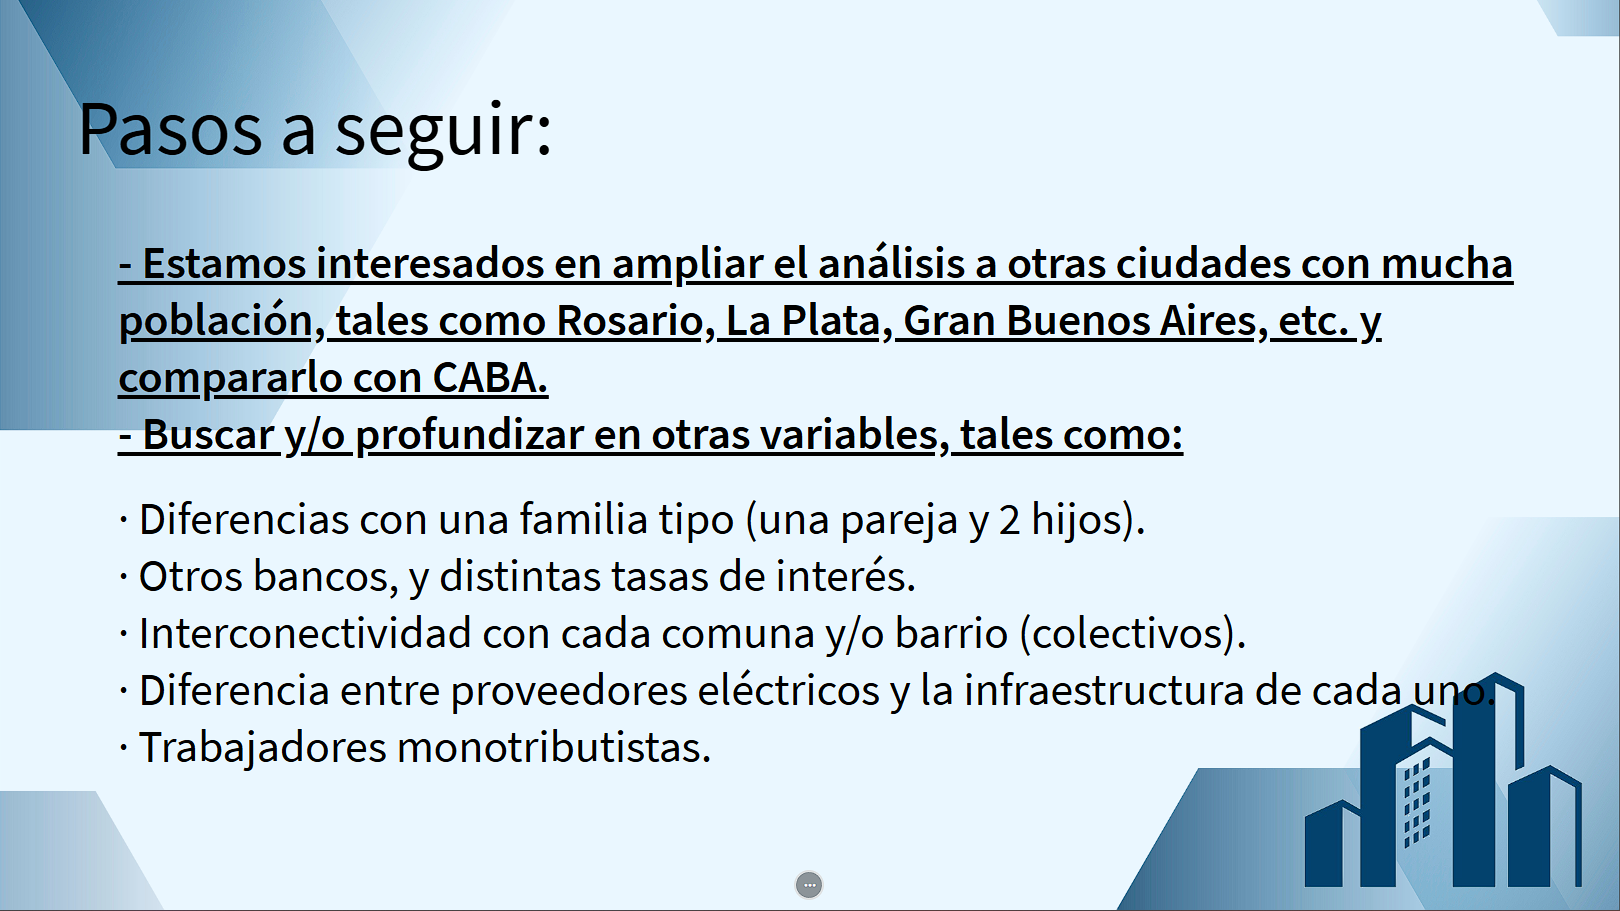 Pasos a seguir:
- Estamos interesados en ampliar el análisis a otras ciudades con mucha
población, tales como Rosario, La Plata, Gran Buenos Aires, etc. y
compararlo con CABA.
- Buscar y/o profundizar en otras variables, tales como:
· Diferencias con una familia tipo (una pareja y 2 hijos).
· Otros bancos, y distintas tasas de interés.
· Interconectividad con cada comuna y/o barrio (colectivos).
· Diferencia entre proveedores eléctricos y la infraestructura de cada uno.
· Trabajadores monotributistas.